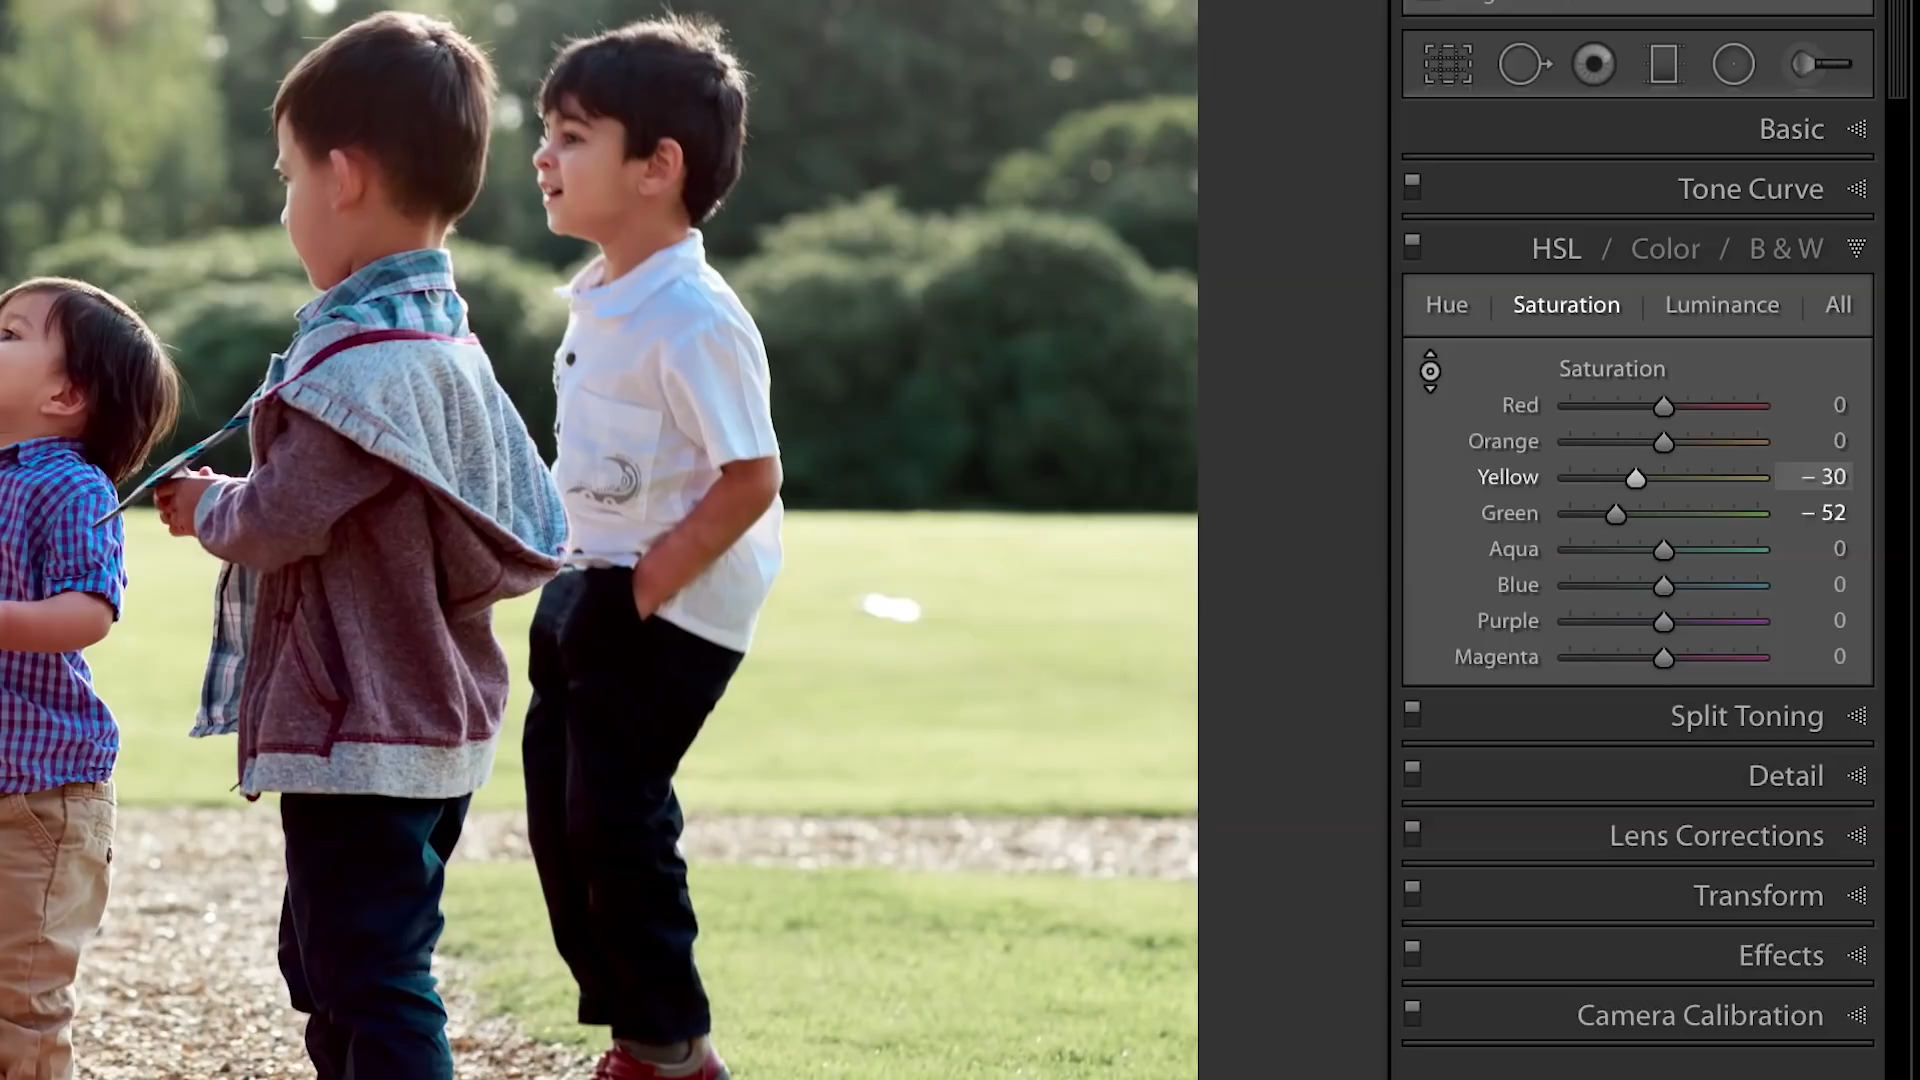 Basic
Tone Curve
HSL / Color / B & W
Hue | Saturation | Luminance | All
Saturation
Red 0
Orange 0
Yellow – 30
Green – 52
Aqua 0
Blue 0
Purple 0
Magenta 0
Split Toning
Detail
Lens Corrections
Transform
Effects
Camera Calibration